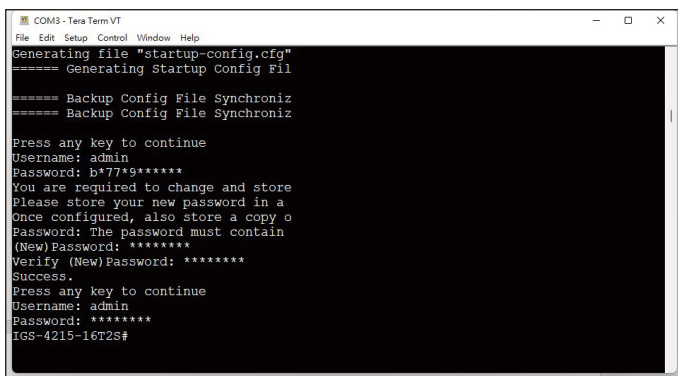 COM3 - Tera Term VT
File Edit Setup Control Window Help
Generating file "startup-config.cfg"
====== Generating Startup Config Fil
====== Backup Config File Synchroniz
====== Backup Config File Synchroniz
Press any key to continue
Username: admin
Password: b*77*9******
You are required to change and store
Please store your new password in a
Once configured, also store a copy o
Password: The password must contain
(New)Password: ********
Verify (New)Password: ********
Success.
Press any key to continue
Username: admin
Password: ********
IGS-4215-16T2S#